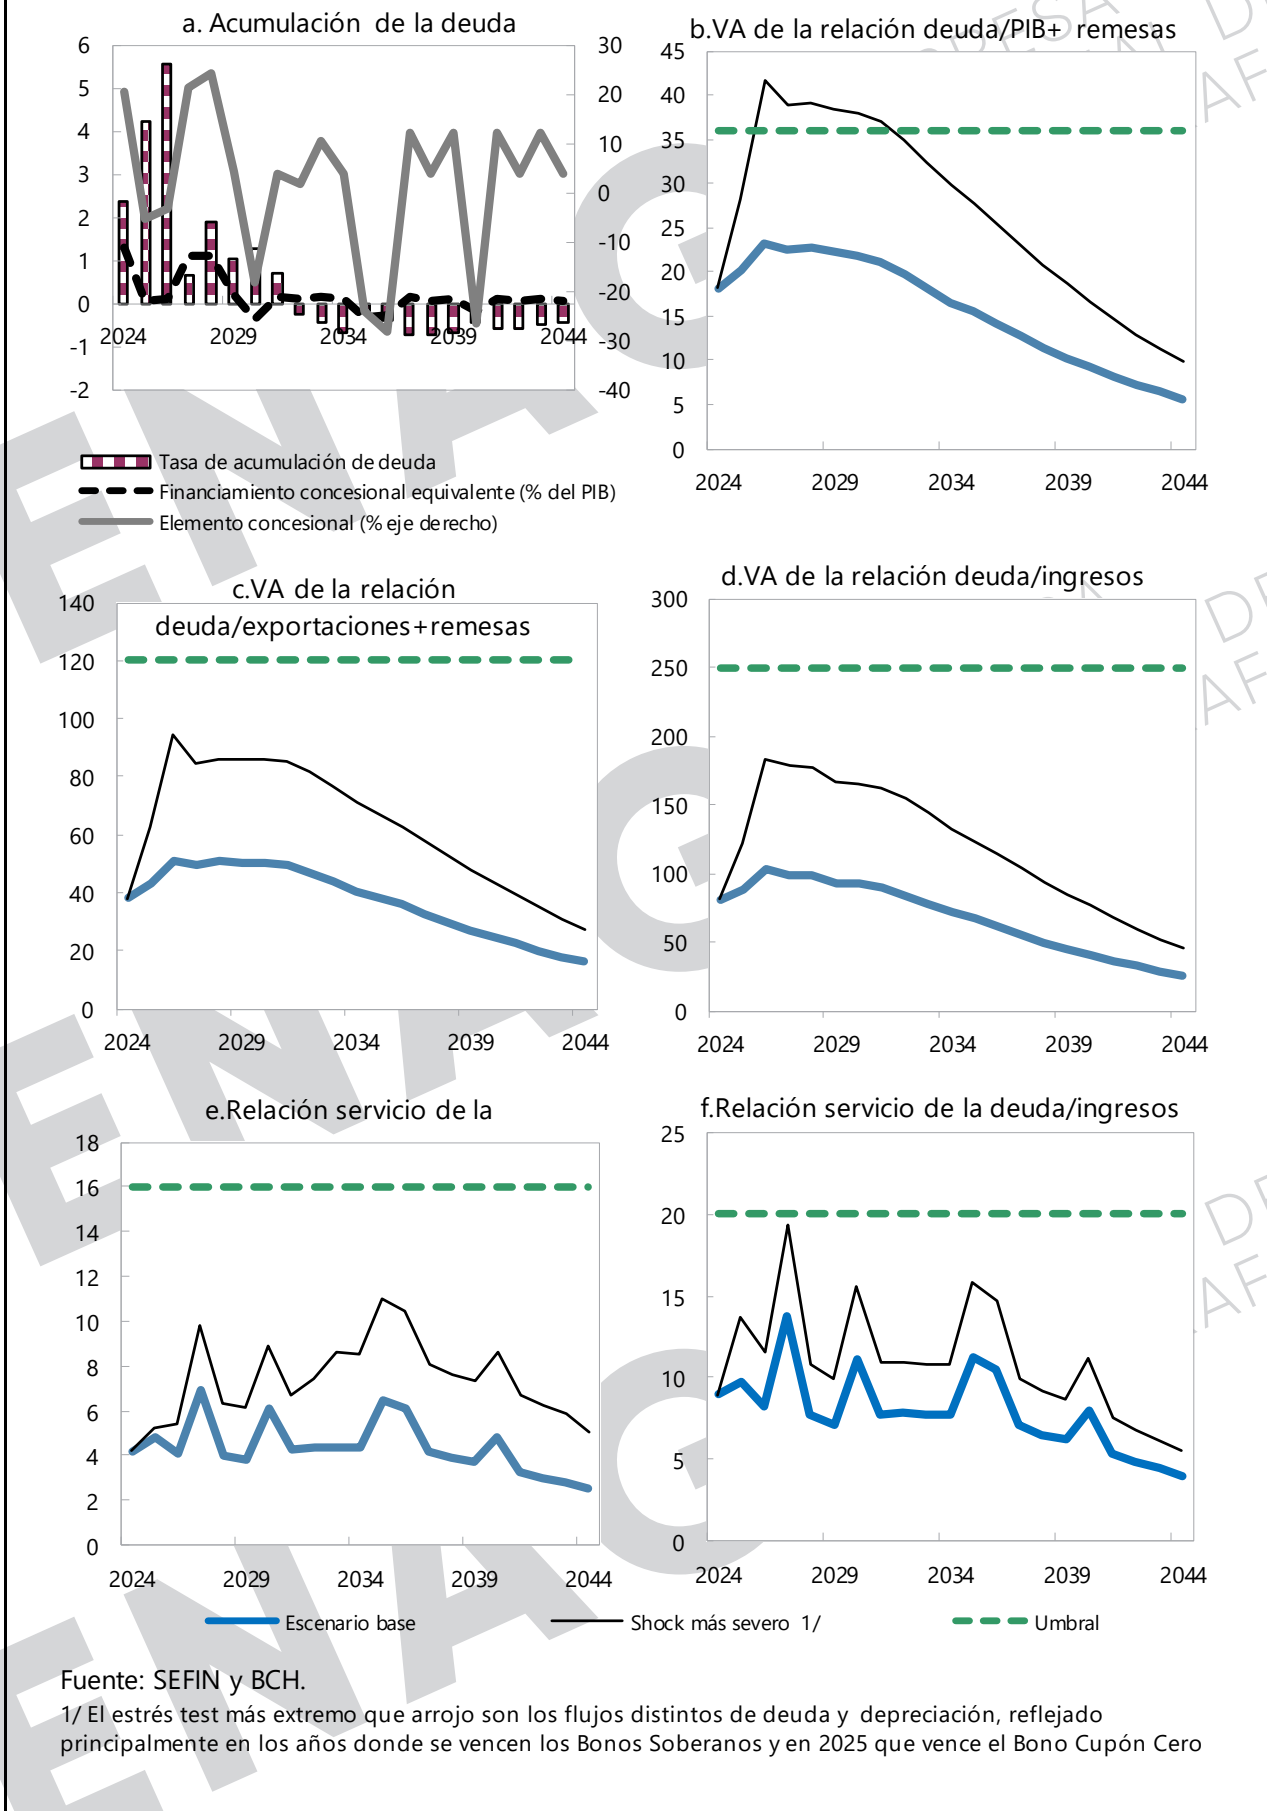 a. Acumulación de la deuda
6
5
4
3
2
1
0
-1
-2
30
20
10
0
-10
-20
-30
-40
2024 2029 2034 2039 2044
Tasa de acumulación de deuda
Financiamiento concesional equivalente (% del PIB)
Elemento concesional (% eje derecho)
b.VA de la relación deuda/PIB+ remesas
45
40
35
30
25
20
15
10
5
0
2024 2029 2034 2039 2044
c.VA de la relación
deuda/exportaciones+remesas
140
120
100
80
60
40
20
0
2024 2029 2034 2039 2044
d.VA de la relación deuda/ingresos
300
250
200
150
100
50
0
2024 2029 2034 2039 2044
e.Relación servicio de la
18
16
14
12
10
8
6
4
2
0
2024 2029 2034 2039 2044
f.Relación servicio de la deuda/ingresos
25
20
15
10
5
0
2024 2029 2034 2039 2044
Escenario base Shock más severo 1/ Umbral
Fuente: SEFIN y BCH.
1/ El estrés test más extremo que arrojo son los flujos distintos de deuda y depreciación, reflejado
principalmente en los años donde se vencen los Bonos Soberanos y en 2025 que vence el Bono Cupón Cero